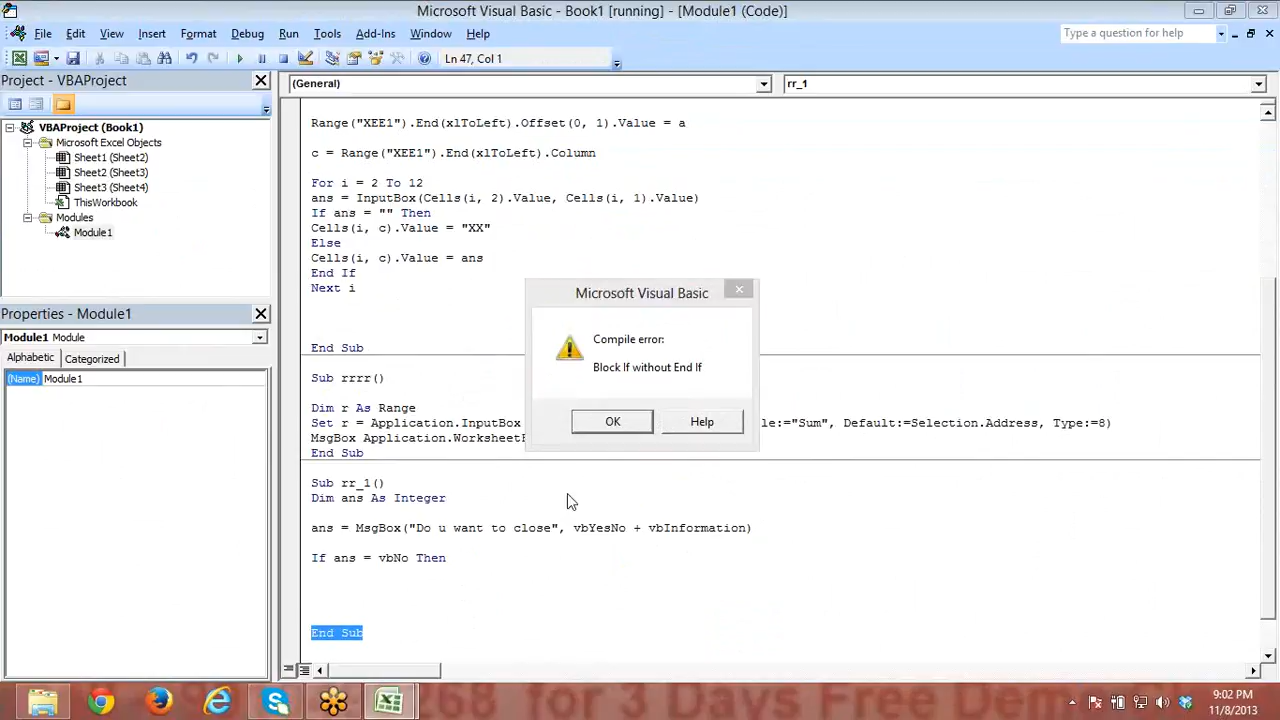 Microsoft Visual Basic - Book1 [running] - [Module1 (Code)]
File Edit View Insert Format Debug Run Tools Add-Ins Window Help
Type a question for help
Ln 47, Col 1
Project - VBAProject
(General)
rr_1
VBAProject (Book1)
Microsoft Excel Objects
Sheet1 (Sheet2)
Sheet2 (Sheet3)
Sheet3 (Sheet4)
ThisWorkbook
Modules
Module1
Properties - Module1
Module1 Module
Alphabetic Categorized
(Name) Module1
Range("XEE1").End(xlToLeft).Offset(0, 1).Value = a
c = Range("XEE1").End(xlToLeft).Column
For i = 2 To 12
ans = InputBox(Cells(i, 2).Value, Cells(i, 1).Value)
If ans = "" Then
Cells(i, c).Value = "XX"
Else
Cells(i, c).Value = ans
End If
Next i
End Sub
Sub rrrr()
Dim r As Range
Set r = Application.InputBox le:="Sum", Default:=Selection.Address, Type:=8)
MsgBox Application.Worksheet
End Sub
Sub rr_1()
Dim ans As Integer
ans = MsgBox("Do u want to close", vbYesNo + vbInformation)
If ans = vbNo Then
End Sub
Microsoft Visual Basic
Compile error:
Block If without End If
OK Help
9:02 PM
11/8/2013